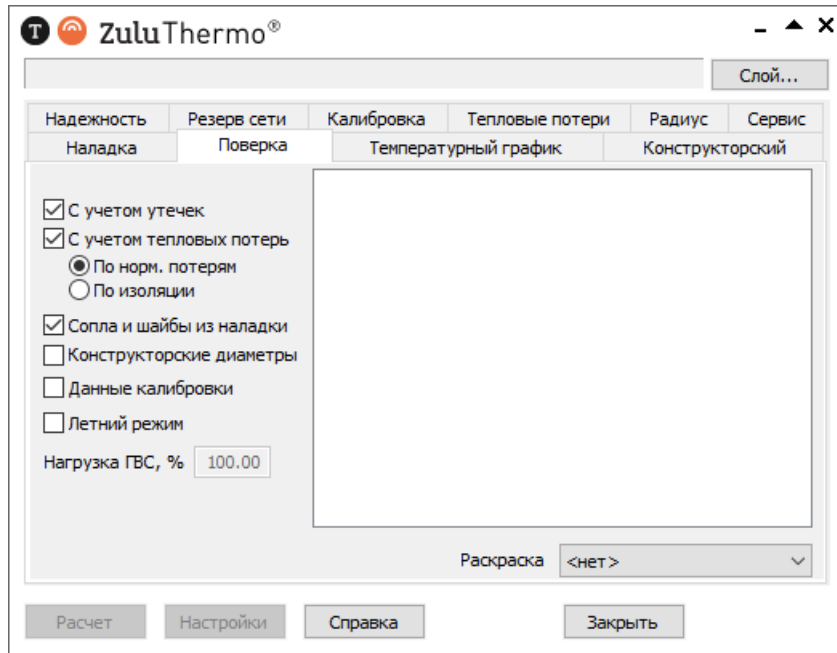 T ZuluThermo®
Слой...
Надежность Резерв сети Калибровка Тепловые потери Радиус Сервис
Наладка Поверка Температурный график Конструкторский
С учетом утечек
С учетом тепловых потерь
По норм. потерям
По изоляции
Сопла и шайбы из наладки
Конструкторские диаметры
Данные калибровки
Летний режим
Нагрузка ГВС, % 100.00
Раскраска <нет>
Расчет Настройки Справка Закрыть